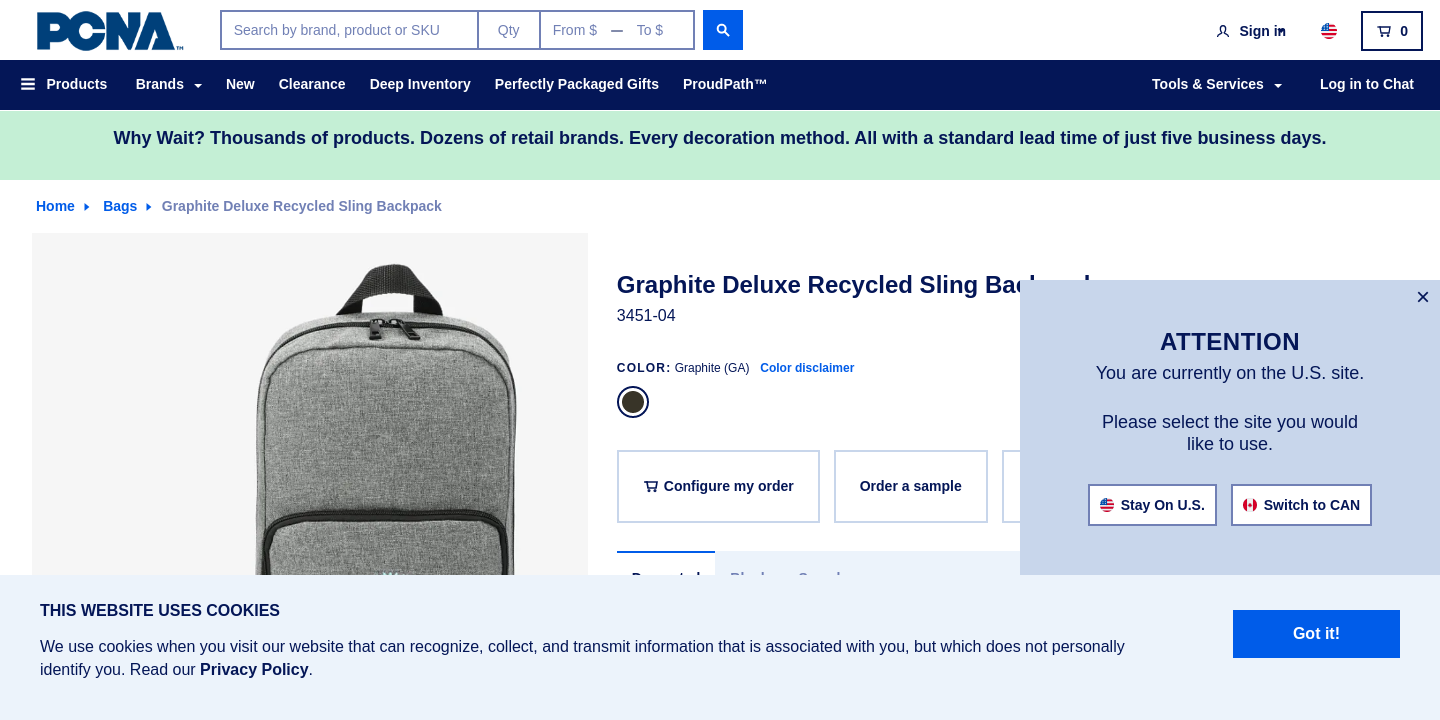 PCNA™
Search by brand, product or SKU
Qty
From $ — To $
Sign in
0
Products
Brands
New
Clearance
Deep Inventory
Perfectly Packaged Gifts
ProudPath™
Tools & Services
Log in to Chat
Why Wait? Thousands of products. Dozens of retail brands. Every decoration method. All with a standard lead time of just five business days.
Home
Bags
Graphite Deluxe Recycled Sling Backpack
Graphite Deluxe Recycled Sling Backpack
3451-04
COLOR: Graphite (GA) Color disclaimer
Configure my order
Order a sample
×
ATTENTION
You are currently on the U.S. site.
Please select the site you would
like to use.
Stay On U.S.
Switch to CAN
THIS WEBSITE USES COOKIES
We use cookies when you visit our website that can recognize, collect, and transmit information that is associated with you, but which does not personally
identify you. Read our Privacy Policy.
Got it!